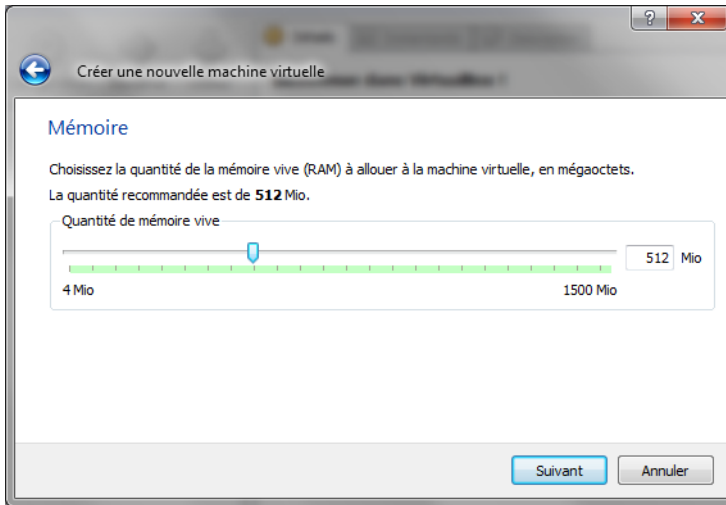 ?
Créer une nouvelle machine virtuelle
Mémoire
Choisissez la quantité de la mémoire vive (RAM) à allouer à la machine virtuelle, en mégaoctets.
La quantité recommandée est de 512 Mio.
Quantité de mémoire vive
512 Mio
4 Mio 1500 Mio
Suivant Annuler